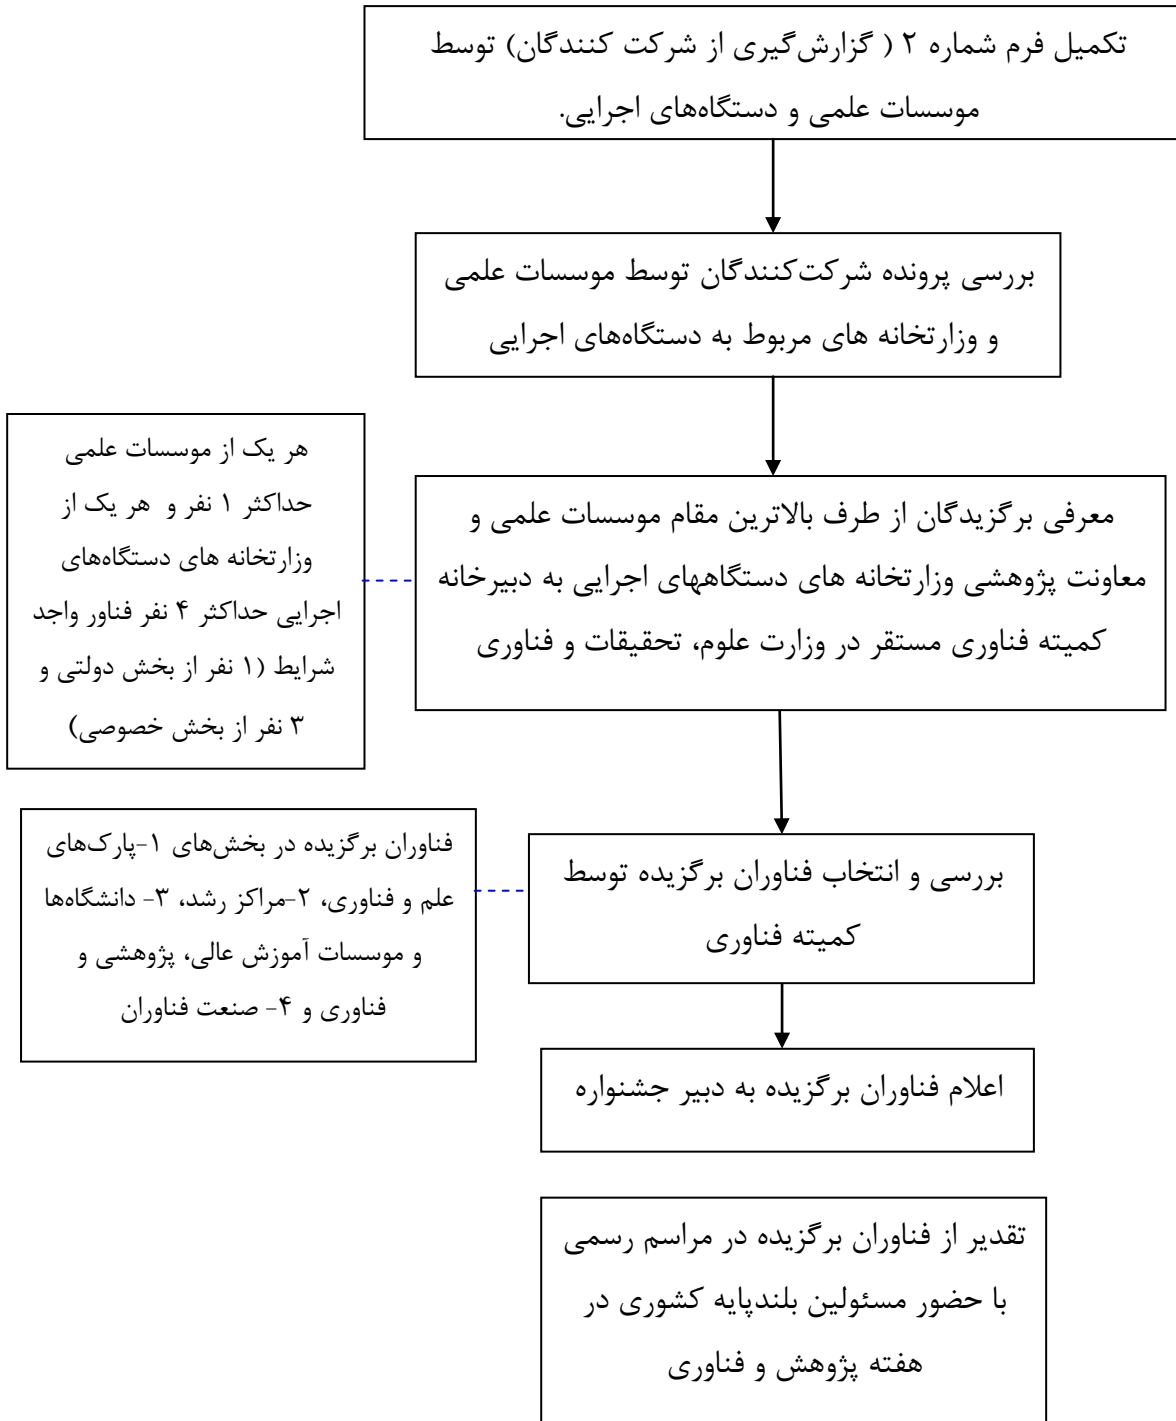 تکمیل فرم شماره ۲ ( گزارش‌گیری از شرکت کنندگان) توسط
موسسات علمی و دستگاه‌های اجرایی.
بررسی پرونده شرکت‌کنندگان توسط موسسات علمی
و وزارتخانه های مربوط به دستگاه‌های اجرایی
هر یک از موسسات علمی
حداکثر ۱ نفر و هر یک از
وزارتخانه های دستگاه‌های
اجرایی حداکثر ۴ نفر فناور واجد
شرایط (۱ نفر از بخش دولتی و
۳ نفر از بخش خصوصی)
معرفی برگزیدگان از طرف بالاترین مقام موسسات علمی و
معاونت پژوهشی وزارتخانه های دستگاههای اجرایی به دبیرخانه
کمیته فناوری مستقر در وزارت علوم، تحقیقات و فناوری
فناوران برگزیده در بخش‌های ۱-پارک‌های
علم و فناوری، ۲-مراکز رشد، ۳- دانشگاه‌ها
و موسسات آموزش عالی، پژوهشی و
فناوری و ۴- صنعت فناوران
بررسی و انتخاب فناوران برگزیده توسط
کمیته فناوری
اعلام فناوران برگزیده به دبیر جشنواره
تقدیر از فناوران برگزیده در مراسم رسمی
با حضور مسئولین بلندپایه کشوری در
هفته پژوهش و فناوری